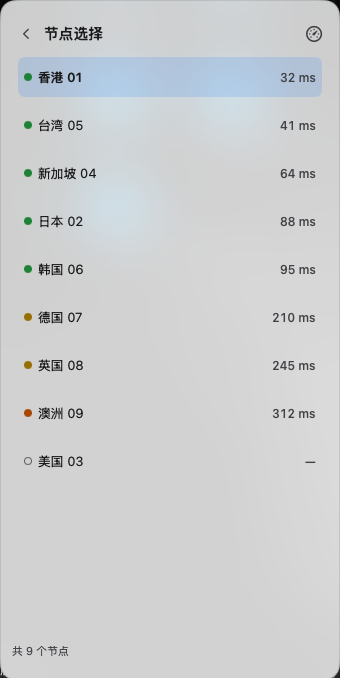 节点选择
香港 01 32 ms
台湾 05 41 ms
新加坡 04 64 ms
日本 02 88 ms
韩国 06 95 ms
德国 07 210 ms
英国 08 245 ms
澳洲 09 312 ms
美国 03 —
共 9 个节点